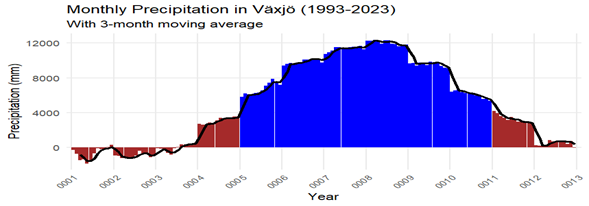 Monthly Precipitation in Växjö (1993-2023)
With 3-month moving average
Precipitation (mm)
12000
8000
4000
0
0001 0002 0003 0004 0005 0006 0007 0008 0009 0010 0011 0012 0013
Year